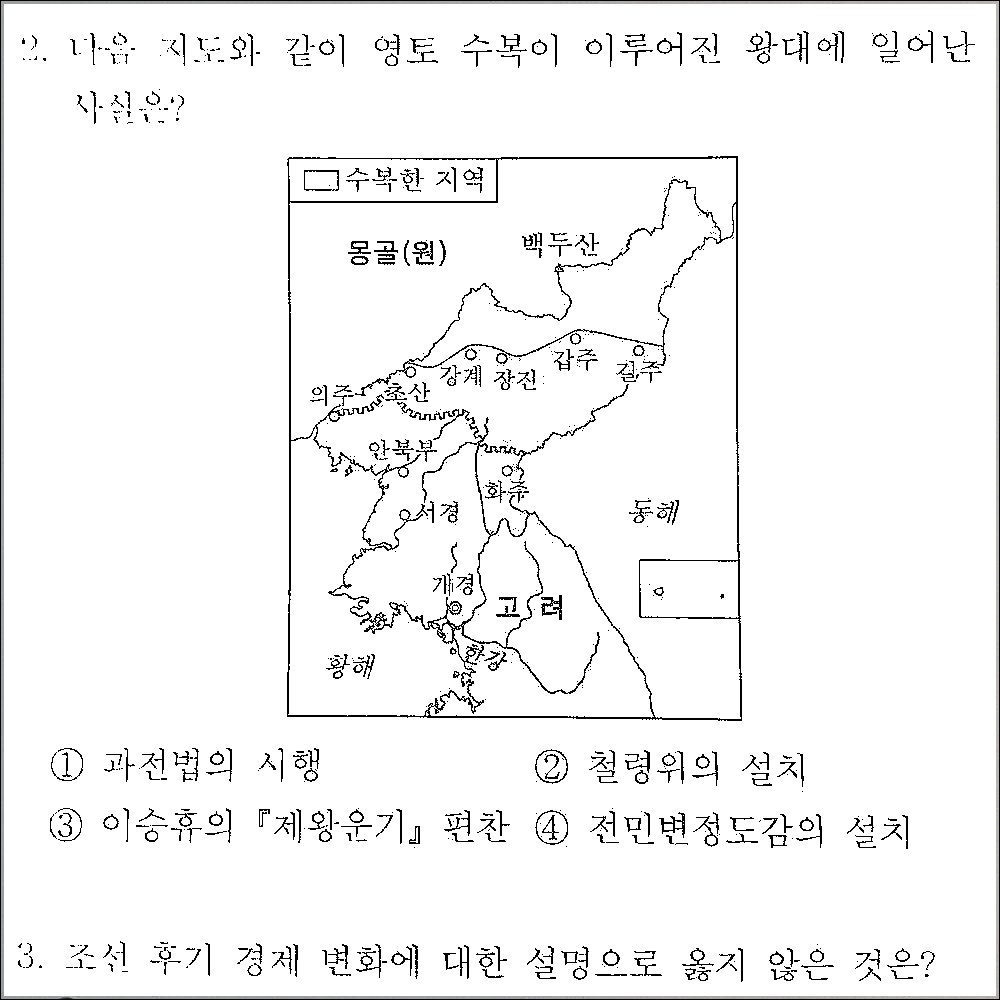 2. 다음 지도와 같이 영토 수복이 이루어진 왕대에 일어난
사실은?
수복한 지역
몽골(원)
백두산
갑주
길주
강계
장진
초산
의주
안북부
화주
서경
동해
개경
고 려
한강
황해
① 과전법의 시행
② 철령위의 설치
③ 이승휴의 『제왕운기』 편찬
④ 전민변정도감의 설치
3. 조선 후기 경제 변화에 대한 설명으로 옳지 않은 것은?